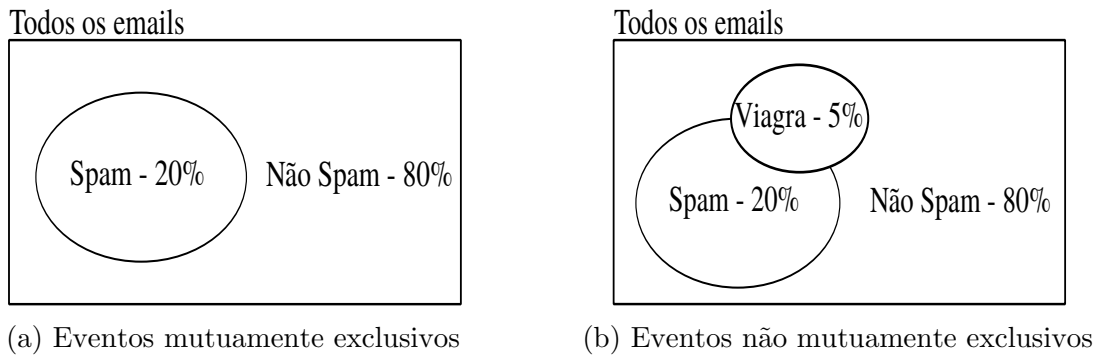 Todos os emails
Spam - 20%
Não Spam - 80%
(a) Eventos mutuamente exclusivos
Todos os emails
Viagra - 5%
Spam - 20%
Não Spam - 80%
(b) Eventos não mutuamente exclusivos